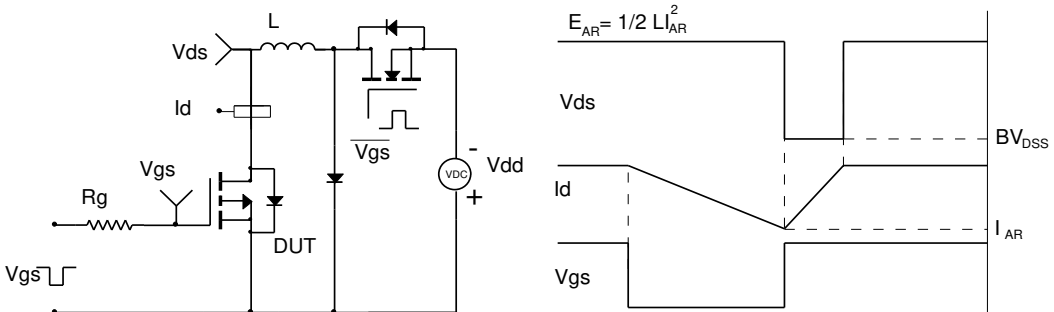 L
Vds
Id
Vgs
Vgs
-
VDC
Vdd
+
Rg
DUT
Vgs
E_AR= 1/2 LI_AR^2
Vds
BV_DSS
Id
I_AR
Vgs